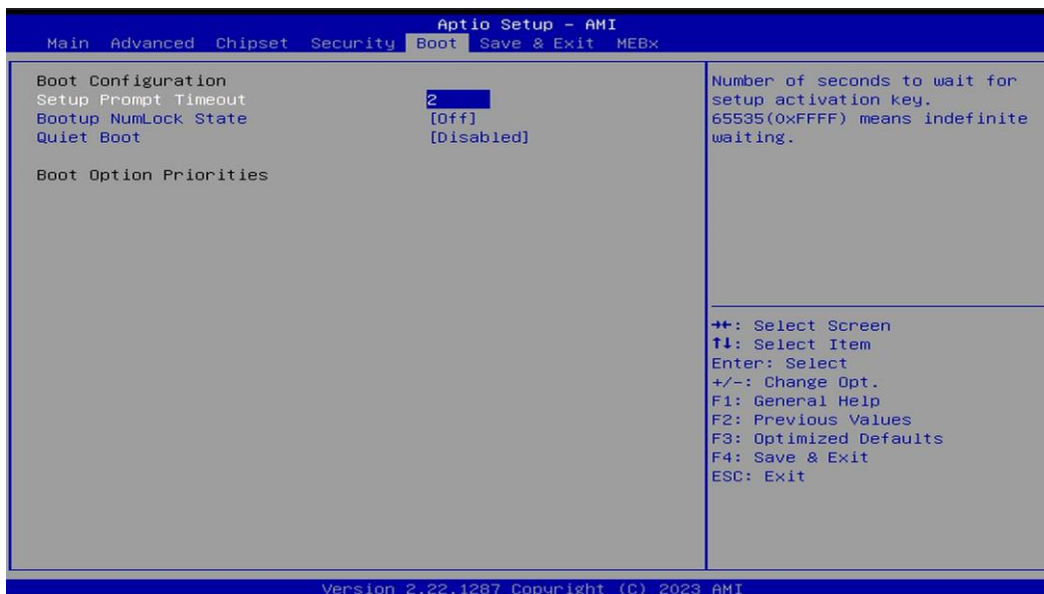 Aptio Setup – AMI
Main Advanced Chipset Security Boot Save & Exit MEBx
Boot Configuration
Setup Prompt Timeout 2
Bootup NumLock State [Off]
Quiet Boot [Disabled]
Boot Option Priorities
Number of seconds to wait for
setup activation key.
65535(0xFFFF) means indefinite
waiting.
→←: Select Screen
↑↓: Select Item
Enter: Select
+/-: Change Opt.
F1: General Help
F2: Previous Values
F3: Optimized Defaults
F4: Save & Exit
ESC: Exit
Version 2.22.1287 Copyright (C) 2023 AMI